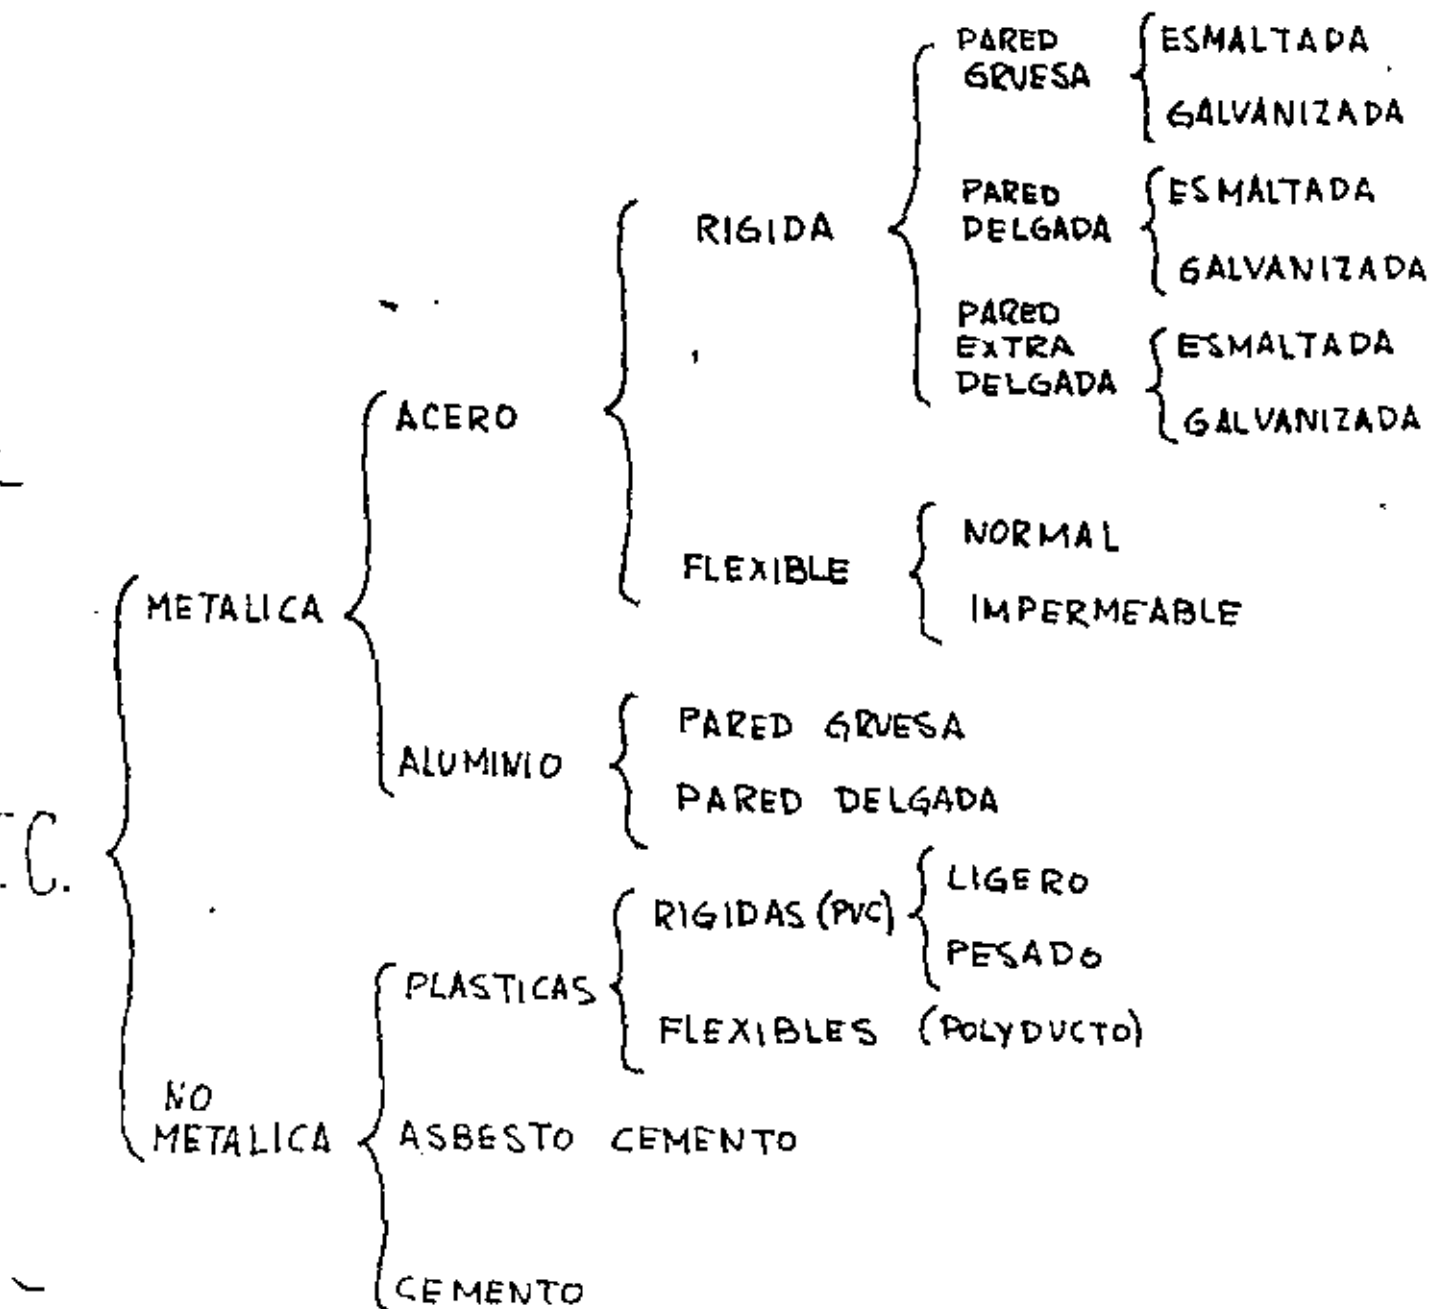 PARED
GRUESA
ESMALTADA
GALVANIZADA
RIGIDA
PARED
DELGADA
ESMALTADA
GALVANIZADA
PARED
EXTRA
DELGADA
ESMALTADA
GALVANIZADA
ACERO
FLEXIBLE
NORMAL
IMPERMEABLE
METALICA
ALUMINIO
PARED GRUESA
PARED DELGADA
RIGIDAS (PVC)
LIGERO
PESADO
PLASTICAS
FLEXIBLES (POLYDUCTO)
NO
METALICA
ASBESTO CEMENTO
CEMENTO